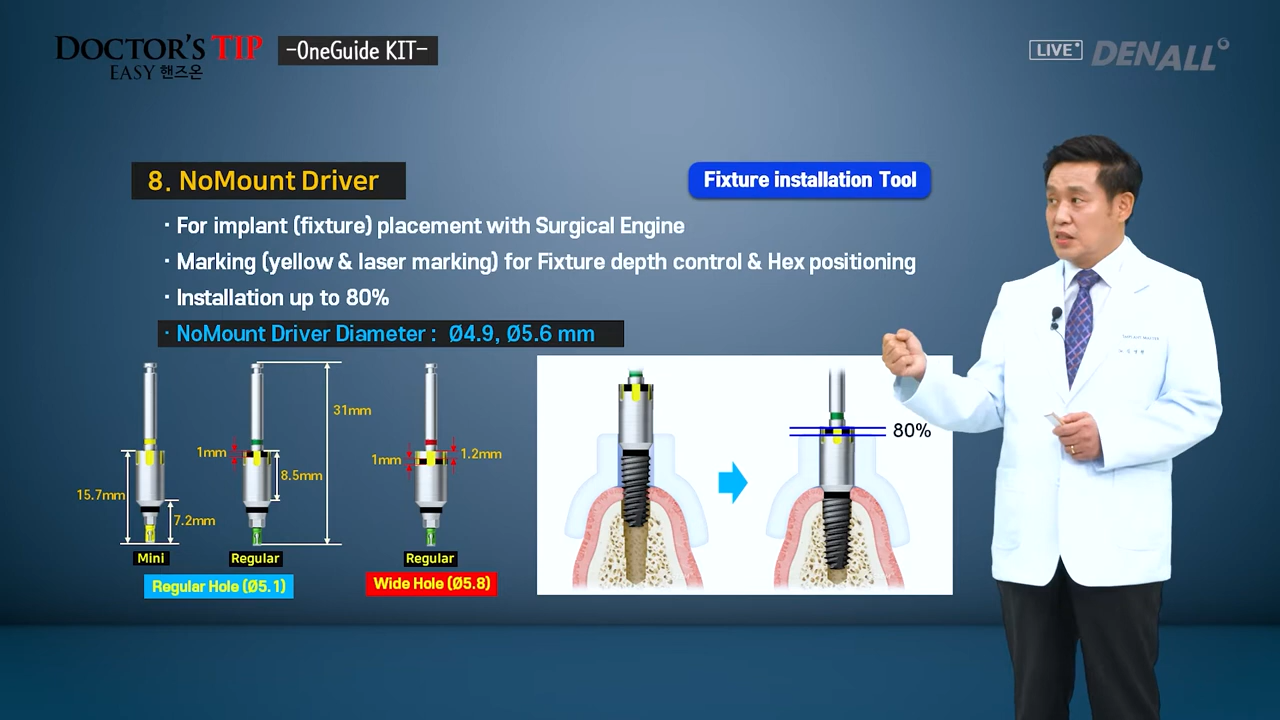 DOCTOR'S TIP
EASY 핸즈온
-OneGuide KIT-
LIVE
DENALL
8. NoMount Driver
Fixture installation Tool
· For implant (fixture) placement with Surgical Engine
· Marking (yellow & laser marking) for Fixture depth control & Hex positioning
· Installation up to 80%
· NoMount Driver Diameter : Ø4.9, Ø5.6 mm
31mm
1mm
8.5mm
15.7mm
7.2mm
1mm
1.2mm
80%
Mini
Regular
Regular
Regular Hole (Ø5.1)
Wide Hole (Ø5.8)